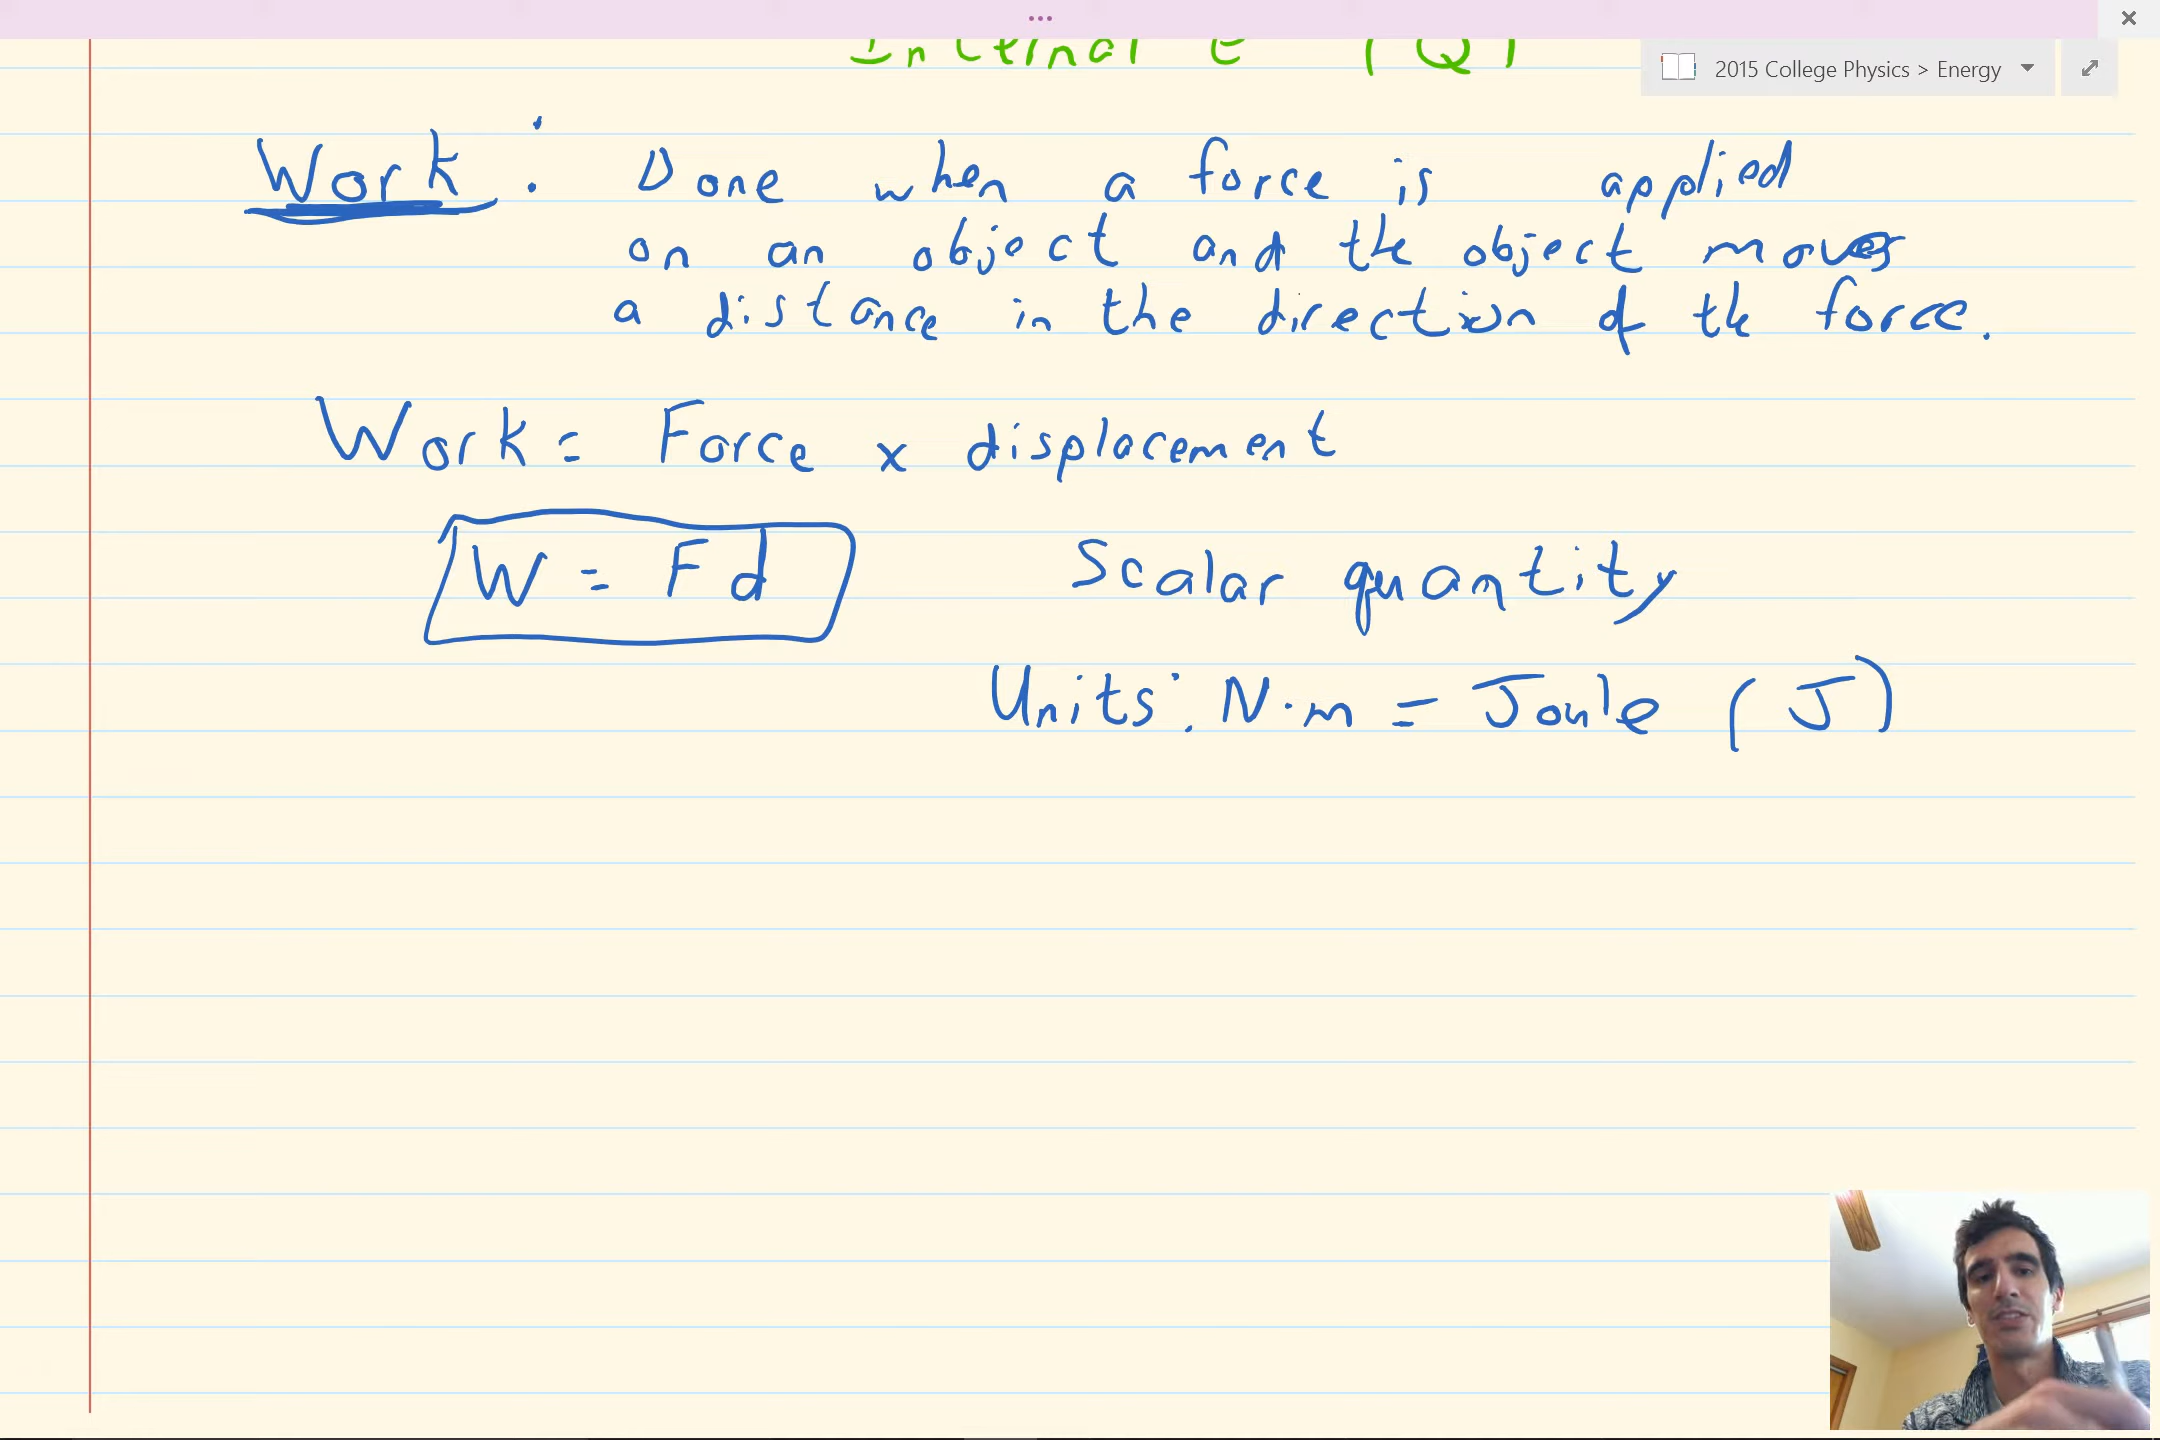 Internal E (Q)
2015 College Physics > Energy
Work: Done when a force is applied
on an object and the object moves
a distance in the direction of the force.
Work = Force x displacement
W = Fd
Scalar quantity
Units: N·m = Joule (J)